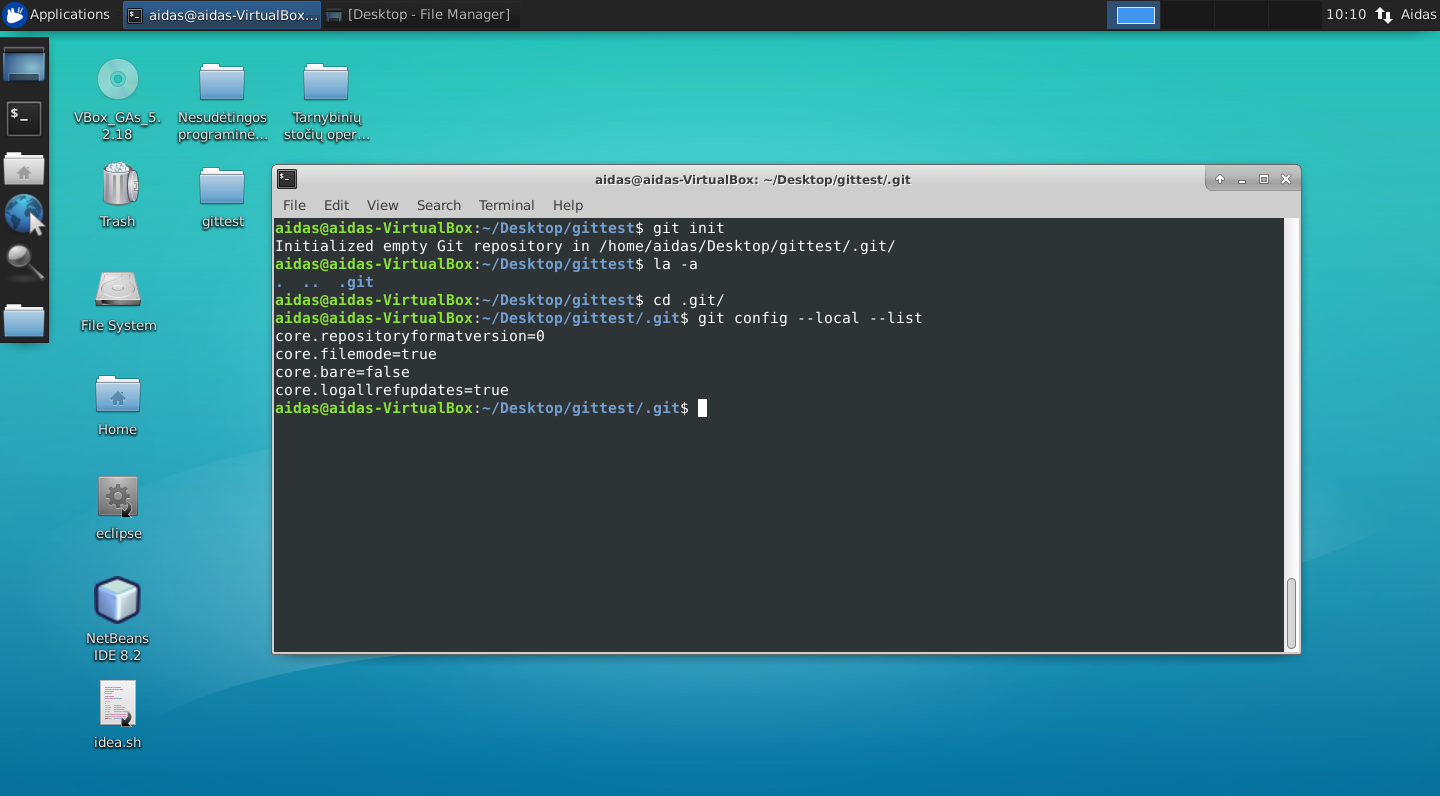 Applications
aidas@aidas-VirtualBox...
[Desktop - File Manager]
10:10
Aidas
VBox_GAs_5.
2.18
Nesudėtingos
programinė...
Tarnybinių
stočių oper...
Trash
gittest
File System
Home
eclipse
NetBeans
IDE 8.2
idea.sh
aidas@aidas-VirtualBox: ~/Desktop/gittest/.git
File Edit View Search Terminal Help
aidas@aidas-VirtualBox:~/Desktop/gittest$ git init
Initialized empty Git repository in /home/aidas/Desktop/gittest/.git/
aidas@aidas-VirtualBox:~/Desktop/gittest$ la -a
.  ..  .git
aidas@aidas-VirtualBox:~/Desktop/gittest$ cd .git/
aidas@aidas-VirtualBox:~/Desktop/gittest/.git$ git config --local --list
core.repositoryformatversion=0
core.filemode=true
core.bare=false
core.logallrefupdates=true
aidas@aidas-VirtualBox:~/Desktop/gittest/.git$